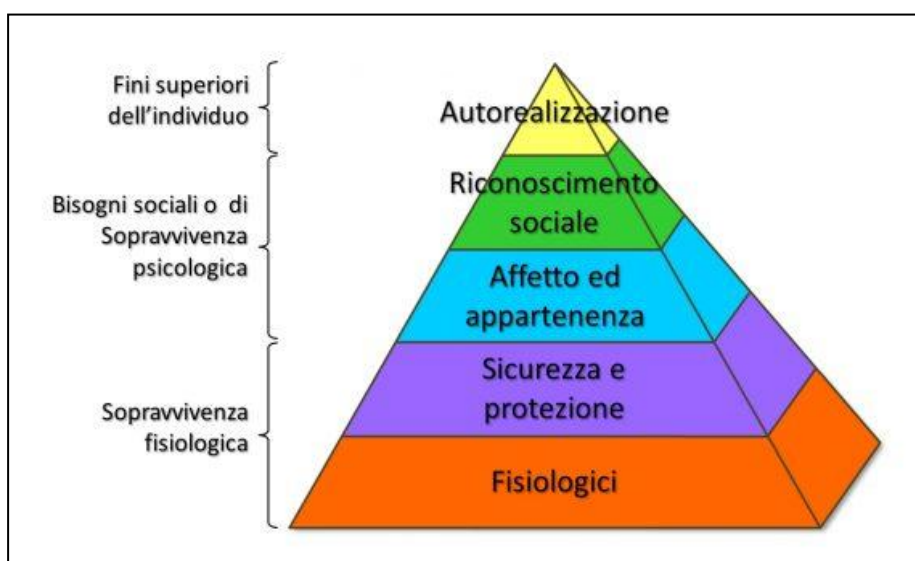 Fini superiori
dell'individuo
Autorealizzazione
Bisogni sociali o di
Sopravvivenza
psicologica
Riconoscimento
sociale
Affetto ed
appartenenza
Sopravvivenza
fisiologica
Sicurezza e
protezione
Fisiologici